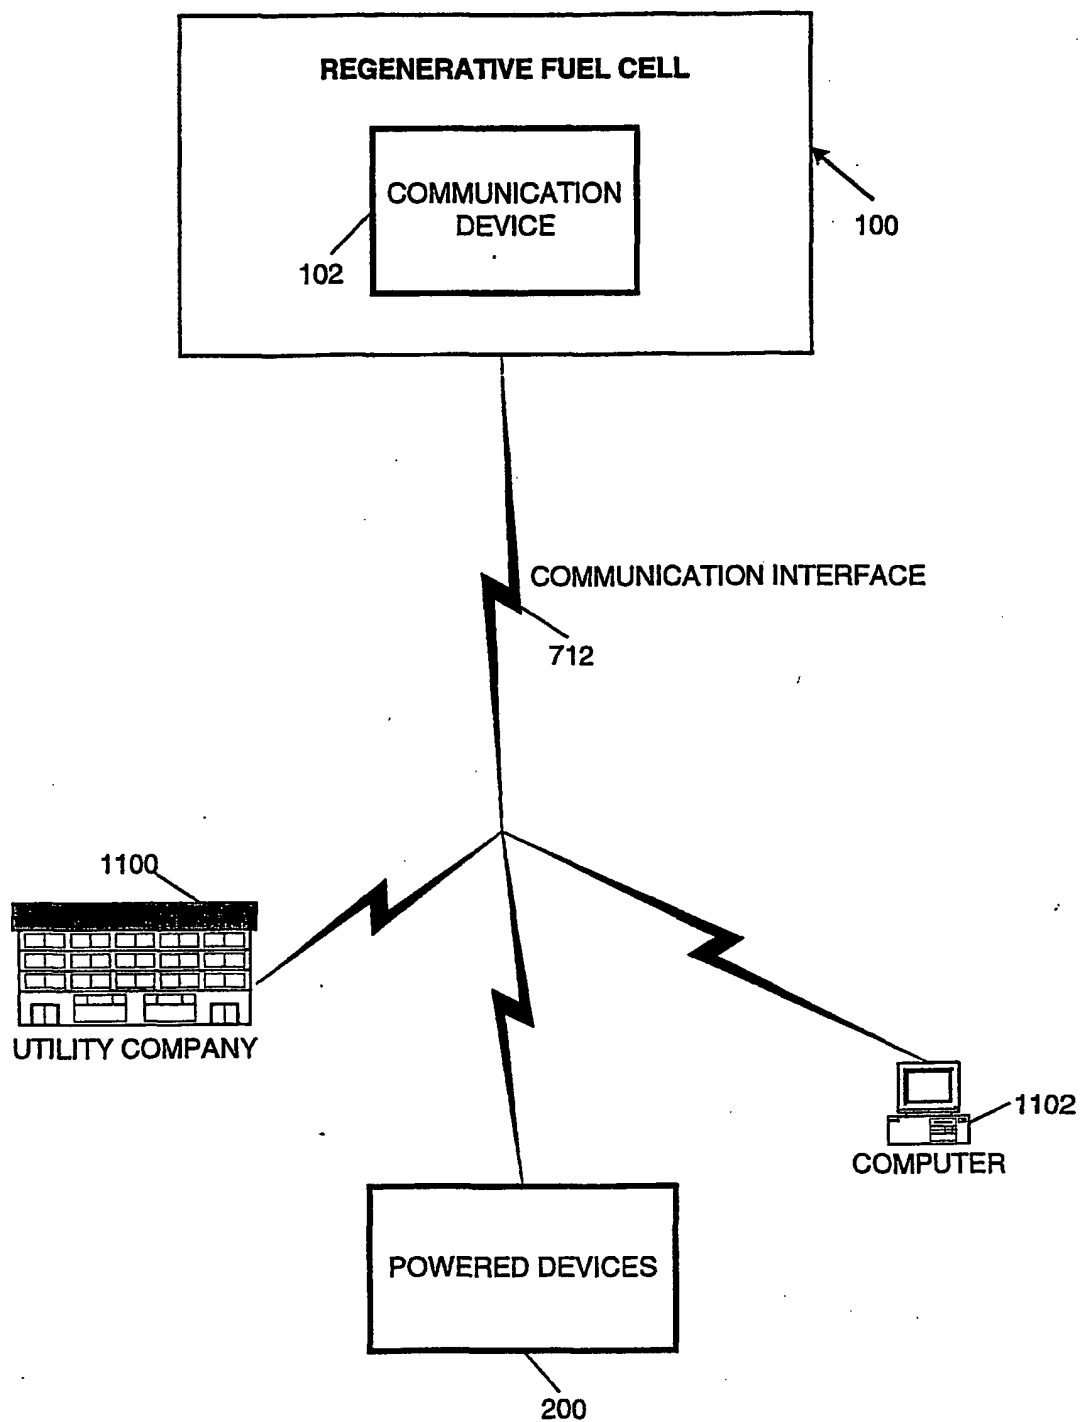 REGENERATIVE FUEL CELL
COMMUNICATION
DEVICE
100
102
COMMUNICATION INTERFACE
712
1100
UTILITY COMPANY
1102
COMPUTER
POWERED DEVICES
200